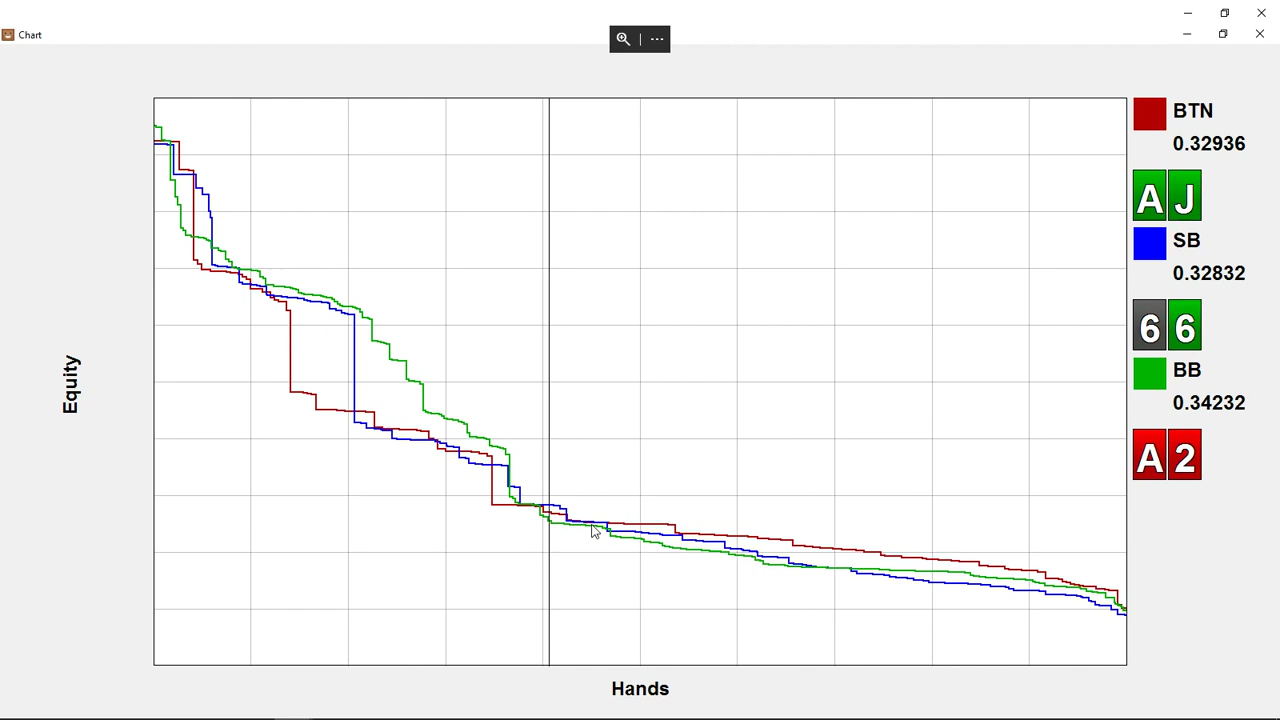 Chart
BTN
0.32936
A J
SB
0.32832
6 6
BB
0.34232
A 2
Equity
Hands